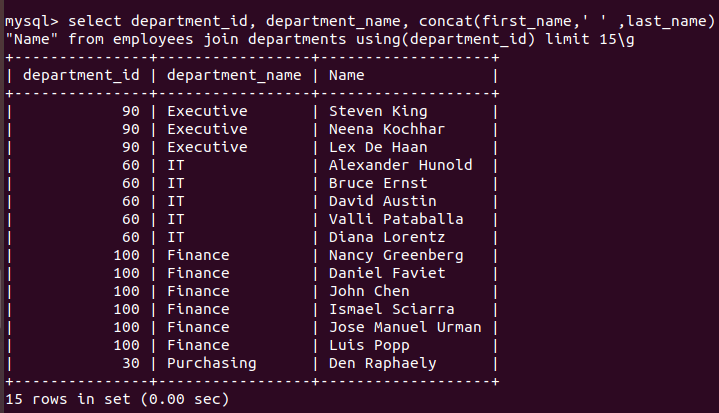 mysql> select department_id, department_name, concat(first_name,' ' ,last_name)
"Name" from employees join departments using(department_id) limit 15\g
+---------------+-----------------+-------------------+
| department_id | department_name | Name              |
+---------------+-----------------+-------------------+
|            90 | Executive       | Steven King       |
|            90 | Executive       | Neena Kochhar     |
|            90 | Executive       | Lex De Haan       |
|            60 | IT              | Alexander Hunold  |
|            60 | IT              | Bruce Ernst       |
|            60 | IT              | David Austin      |
|            60 | IT              | Valli Pataballa   |
|            60 | IT              | Diana Lorentz     |
|           100 | Finance         | Nancy Greenberg   |
|           100 | Finance         | Daniel Faviet     |
|           100 | Finance         | John Chen         |
|           100 | Finance         | Ismael Sciarra    |
|           100 | Finance         | Jose Manuel Urman |
|           100 | Finance         | Luis Popp         |
|            30 | Purchasing      | Den Raphaely      |
+---------------+-----------------+-------------------+
15 rows in set (0.00 sec)